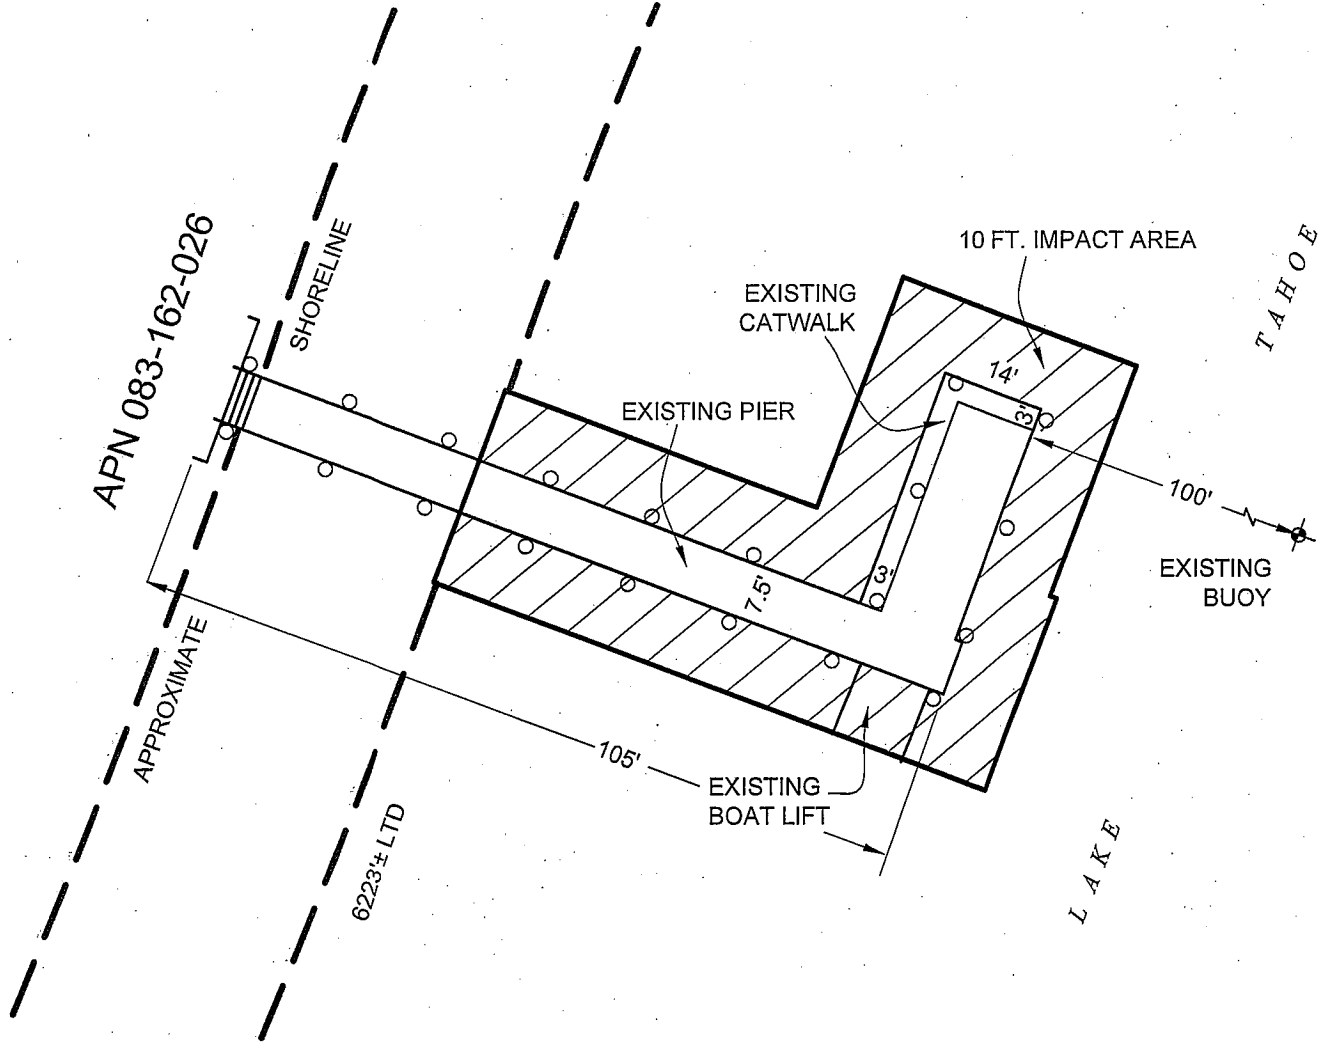 APN 083-162-026
SHORELINE
APPROXIMATE
6223'± LTD
10 FT. IMPACT AREA
EXISTING
CATWALK
EXISTING PIER
14'
3'
3'
7.5'
100'
EXISTING
BUOY
105'
EXISTING
BOAT LIFT
LAKE
TAHOE